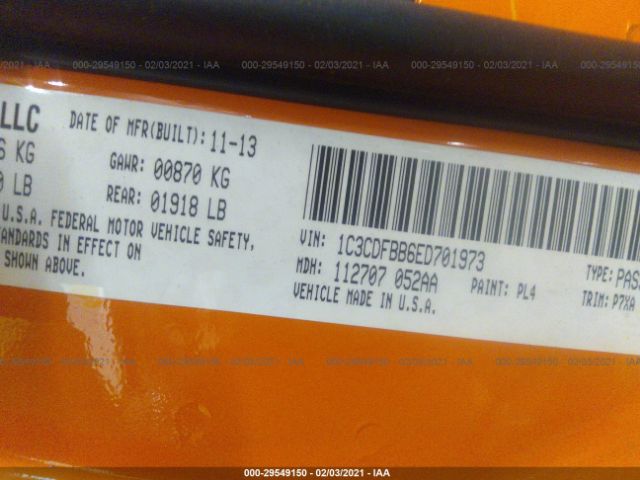 000-29549150 - 02/03/2021 - IAA
LLC
KG
LB
DATE OF MFR(BUILT): 11-13
GAWR: 00870 KG
REAR: 01918 LB
U.S.A. FEDERAL MOTOR VEHICLE SAFETY,
STANDARDS IN EFFECT ON
SHOWN ABOVE.
VIN: 1C3CDFBB6ED701973
MDH: 112707 052AA
PAINT: PL4
VEHICLE MADE IN U.S.A.
TYPE: PAS
TRIM: P7XA
000-29549150 - 02/03/2021 - IAA
000-29549150 - 02/03/2021 - IAA